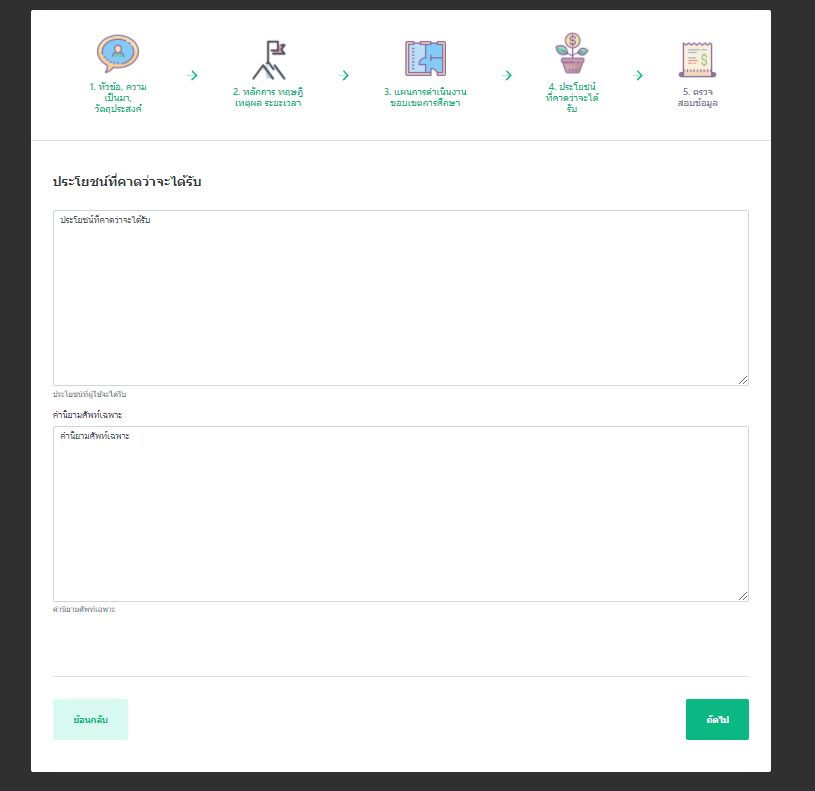 1. หัวข้อ, ความ
เป็นมา,
วัตถุประสงค์
2. หลักการ ทฤษฎี
เหตุผล ระยะเวลา
3. แผนการดำเนินงาน
ขอบเขตการศึกษา
4. ประโยชน์
ที่คาดว่าจะได้
รับ
5. ตรวจ
สอบข้อมูล
ประโยชน์ที่คาดว่าจะได้รับ
ประโยชน์ที่คาดว่าจะได้รับ
ประโยชน์ที่ผู้ใช้จะได้รับ
คำนิยามศัพท์เฉพาะ
คำนิยามศัพท์เฉพาะ
คำนิยามศัพท์เฉพาะ
ย้อนกลับ
ถัดไป